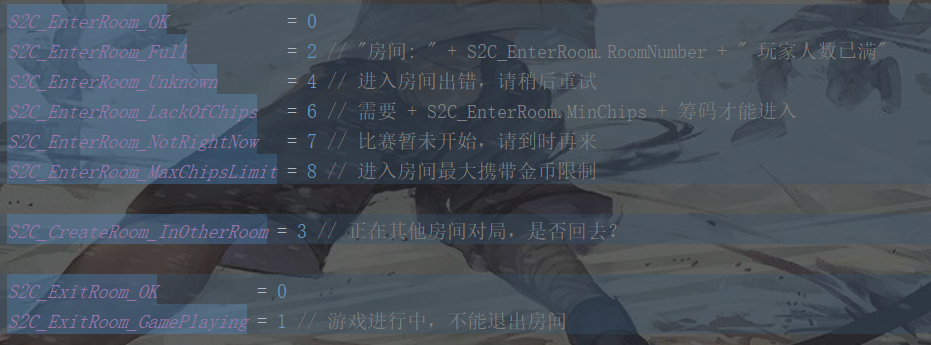 S2C_EnterRoom_OK = 0
S2C_EnterRoom_Full = 2 // "房间: " + S2C_EnterRoom.RoomNumber + " 玩家人数已满"
S2C_EnterRoom_Unknown = 4 // 进入房间出错，请稍后重试
S2C_EnterRoom_LackOfChips = 6 // 需要 + S2C_EnterRoom.MinChips + 筹码才能进入
S2C_EnterRoom_NotRightNow = 7 // 比赛暂未开始，请到时再来
S2C_EnterRoom_MaxChipsLimit = 8 // 进入房间最大携带金币限制
S2C_CreateRoom_InOtherRoom = 3 // 正在其他房间对局，是否回去？
S2C_ExitRoom_OK = 0
S2C_ExitRoom_GamePlaying = 1 // 游戏进行中，不能退出房间